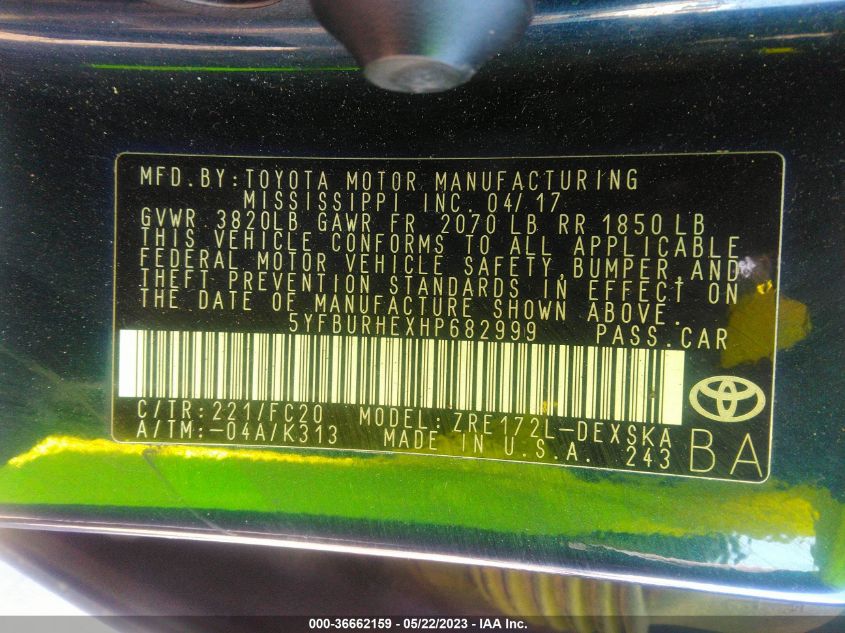 MFD.BY:TOYOTA MOTOR MANUFACTURING
MISSISSIPPI INC. 04/17
GVWR 3820LB GAWR FR 2070 LB RR 1850 LB
THIS VEHICLE CONFORMS TO ALL APPLICABLE
FEDERAL MOTOR VEHICLE SAFETY,BUMPER,AND
THEFT PREVENTION STANDARDS IN EFFECT ON
THE DATE OF MANUFACTURE SHOWN ABOVE.
5YFBURHEXHP682999 PASS.CAR
C/TR:221/FC20 MODEL:ZRE172L-DEXSKA
A/TM:-04A/K313 MADE IN U.S.A. 243 BA
000-36662159 - 05/22/2023 - IAA Inc.